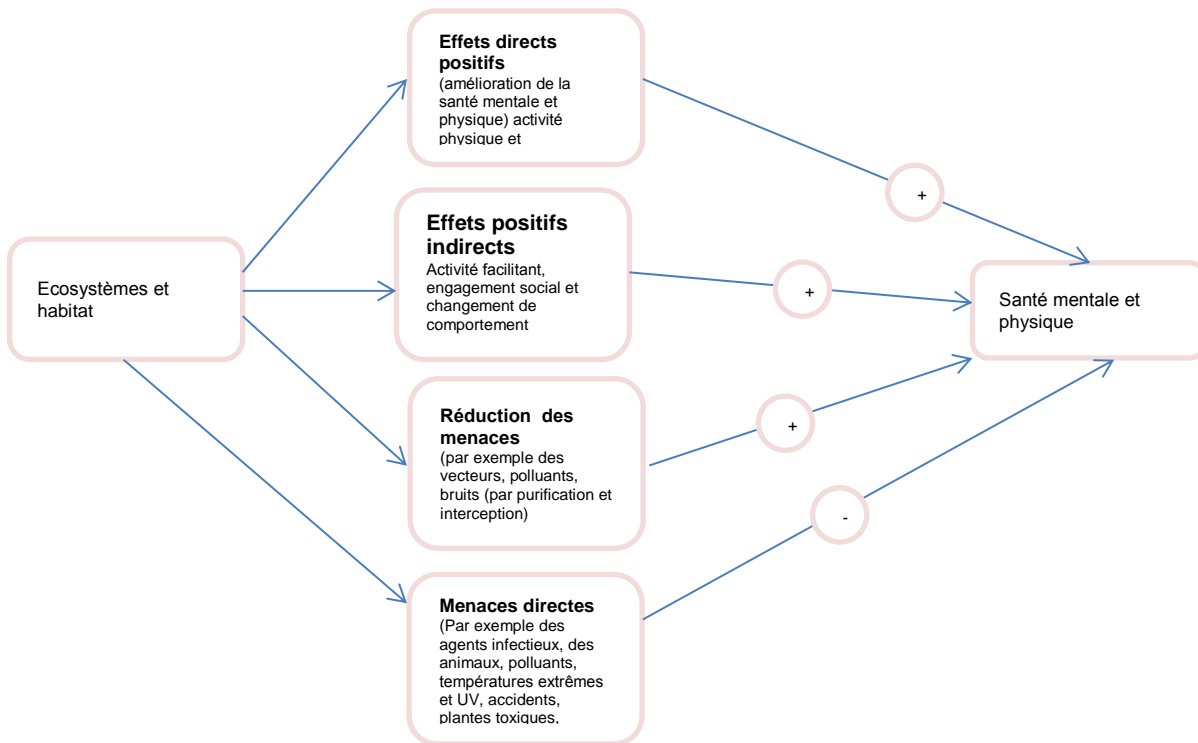 Effets directs
positifs
(amélioration de la
santé mentale et
physique) activité
physique et
+
Effets positifs
indirects
Activité facilitant,
engagement social et
changement de
comportement
+
Ecosystèmes et
habitat
Santé mentale et
physique
Réduction des
menaces
(par exemple des
vecteurs, polluants,
bruits (par purification et
interception)
+
-
Menaces directes
(Par exemple des
agents infectieux, des
animaux, polluants,
températures extrêmes
et UV, accidents,
plantes toxiques,